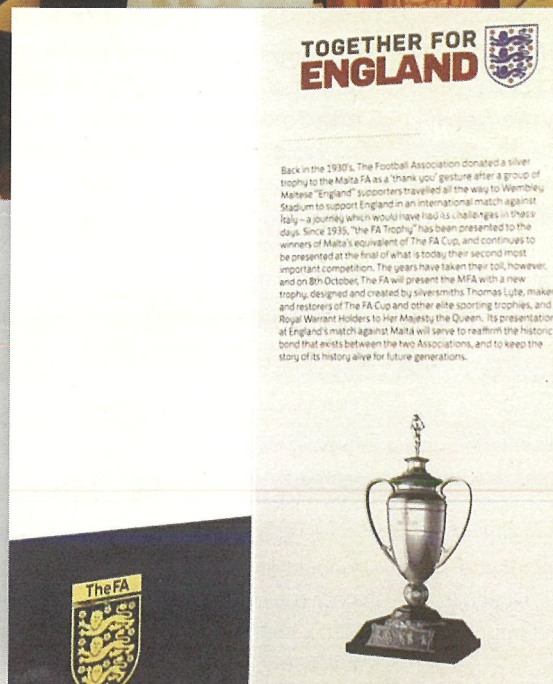 TOGETHER FOR
ENGLAND
Back in the 1930's, The Football Association donated a silver
trophy to the Malta FA as a 'thank you' gesture after a group of
Maltese "England" supporters travelled all the way to Wembley
Stadium to support England in an international match against
Italy – a journey which would have had its challenges in those
days. Since 1935, "the FA Trophy" has been presented to the
winners of Malta's equivalent of The FA Cup, and continues to
be presented at the final of what is today their second most
important competition. The years have taken their toll, however,
and on 8th October, The FA will present the MFA with a new
trophy, designed and created by silversmiths Thomas Lyte, maker
and restorers of The FA Cup and other elite sporting trophies, and
Royal Warrant Holders to Her Majesty the Queen. Its presentation
at England's match against Malta will serve to reaffirm the historic
bond that exists between the two Associations, and to keep the
story of its history alive for future generations.
The FA